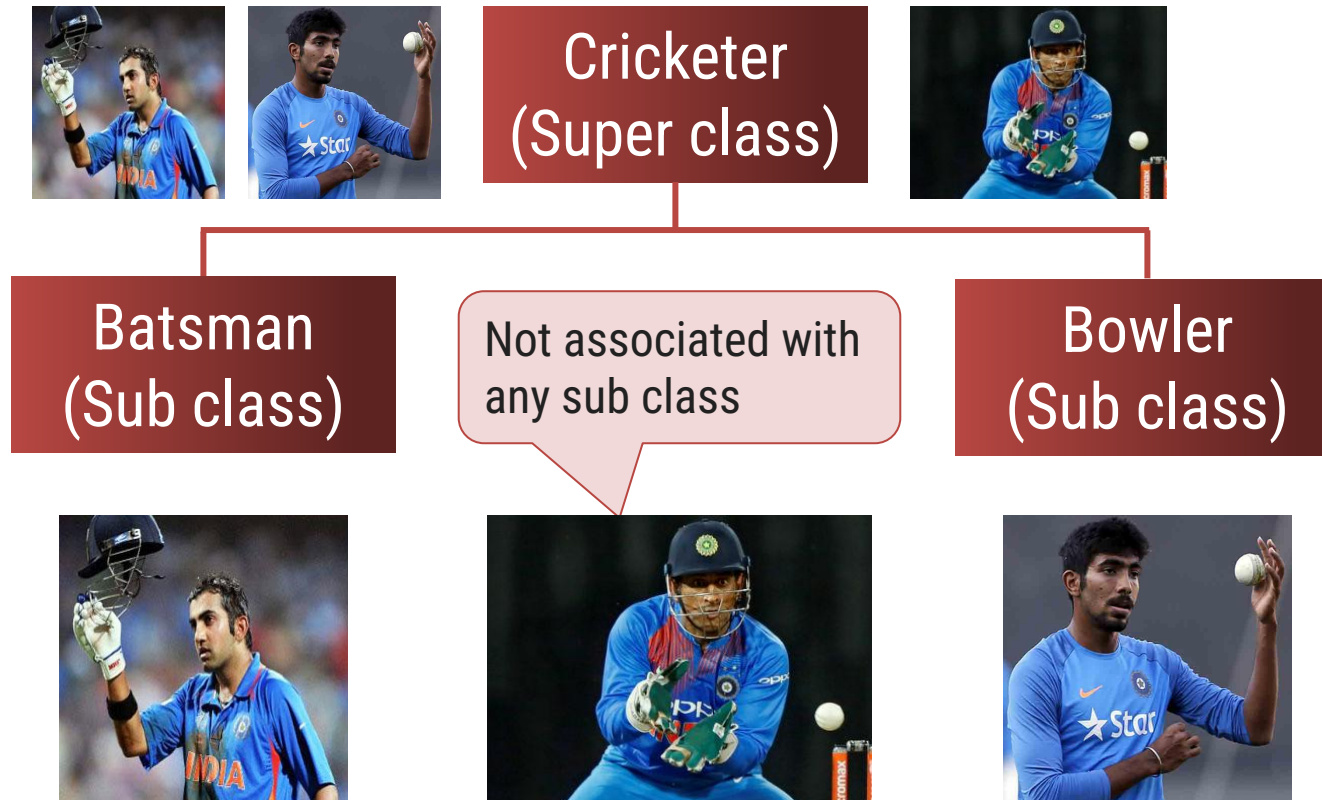 Cricketer
(Super class)
Star
Batsman
(Sub class)
Not associated with
any sub class
Bowler
(Sub class)
INDIA
oppo
Star